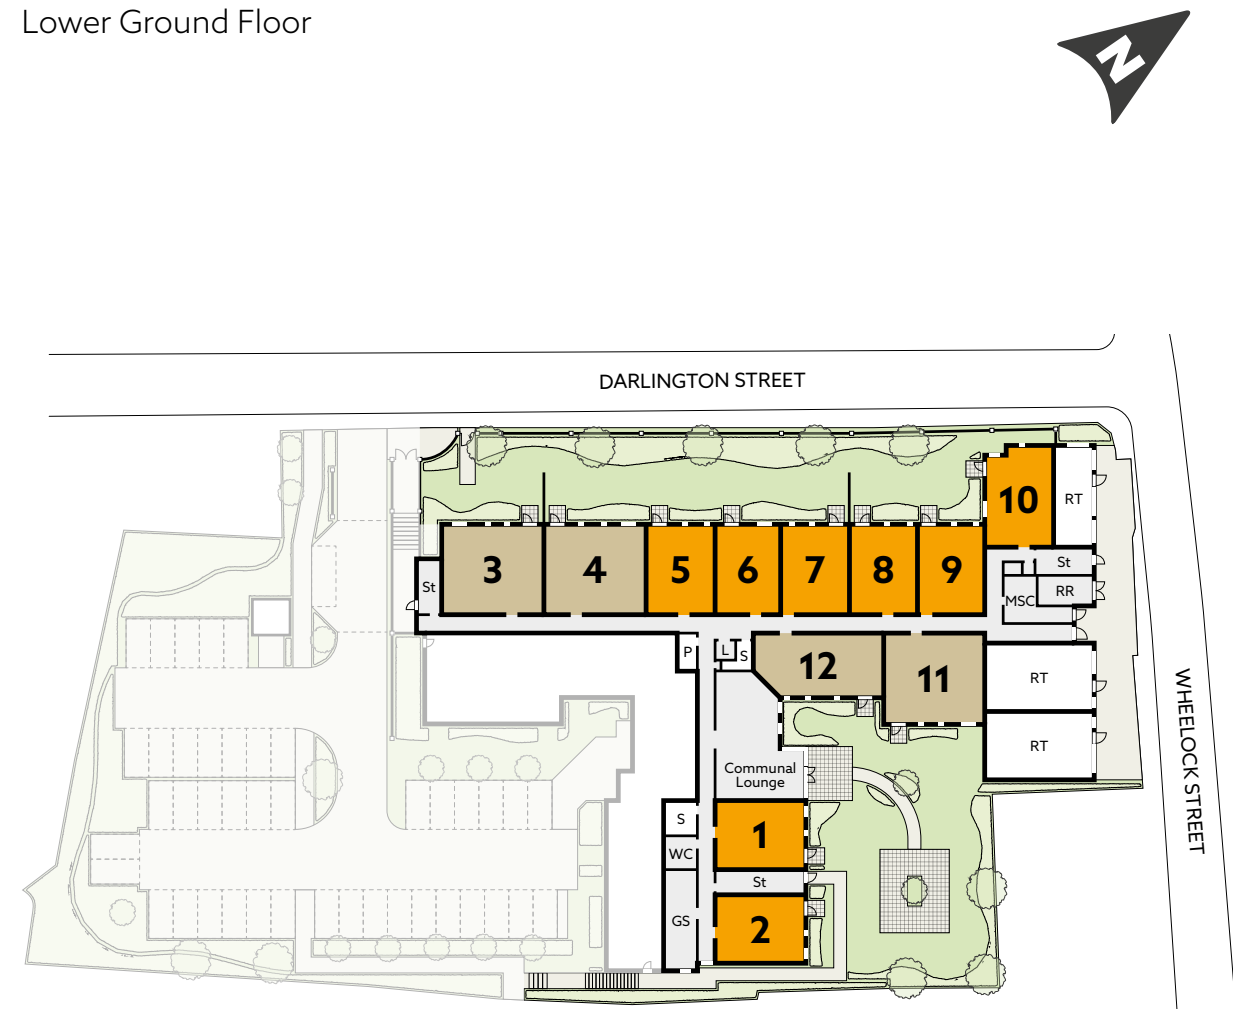 Lower Ground Floor
N
DARLINGTON STREET
10
RT
3
4
5
6
7
8
9
St
St
MSC
RR
P
L
S
12
11
RT
RT
WHEELOCK STREET
Communal
Lounge
S
1
WC
St
GS
2